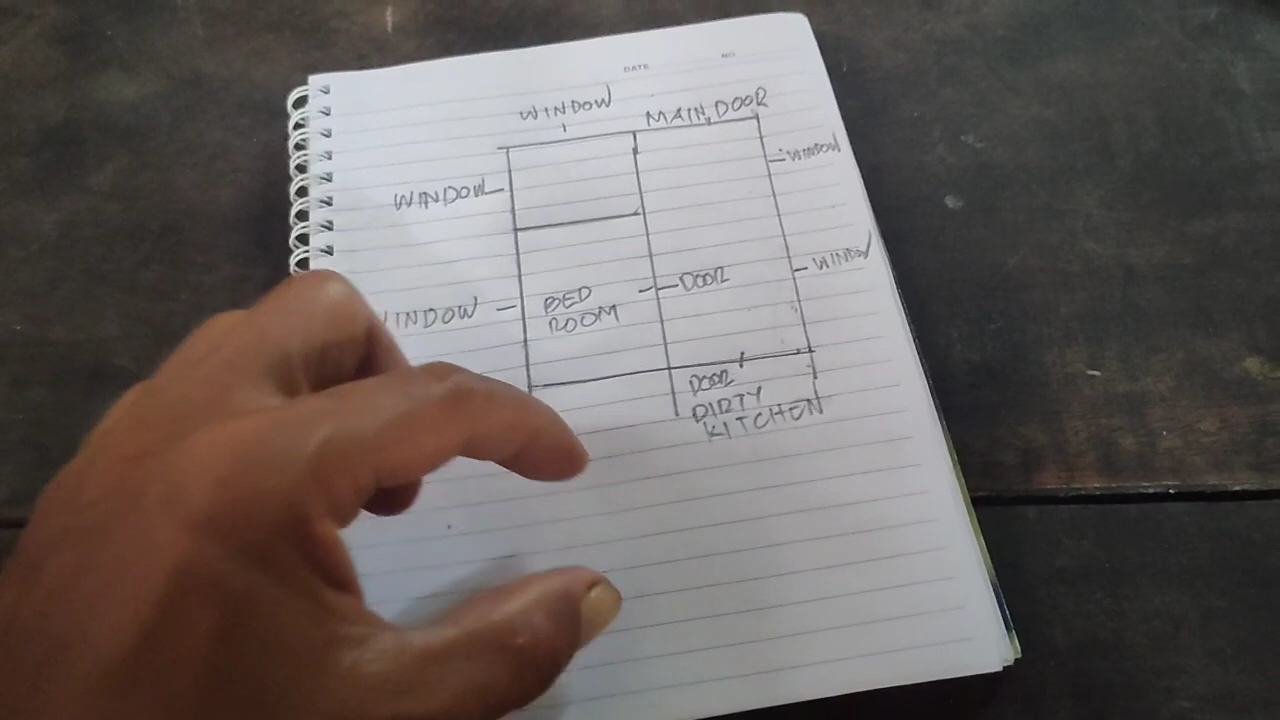 DATE NO
WINDOW
MAIN DOOR
WINDOW
WINDOW
WINDOW
DOOR
BED
ROOM
WINDOW
DOOR
DIRTY
KITCHEN